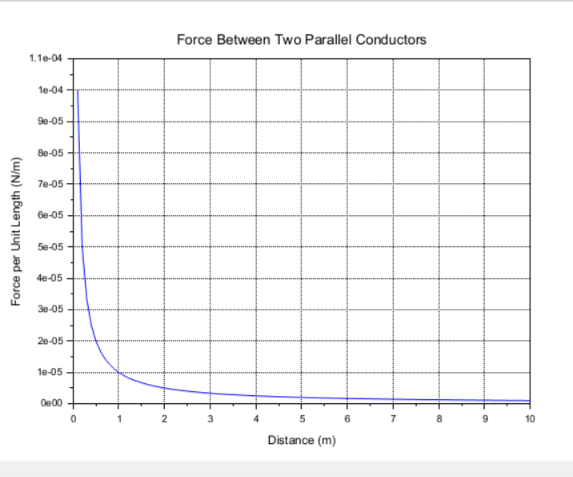 Force Between Two Parallel Conductors
Force per Unit Length (N/m)
1.1e-04
1e-04
9e-05
8e-05
7e-05
6e-05
5e-05
4e-05
3e-05
2e-05
1e-05
0e00
0 1 2 3 4 5 6 7 8 9 10
Distance (m)